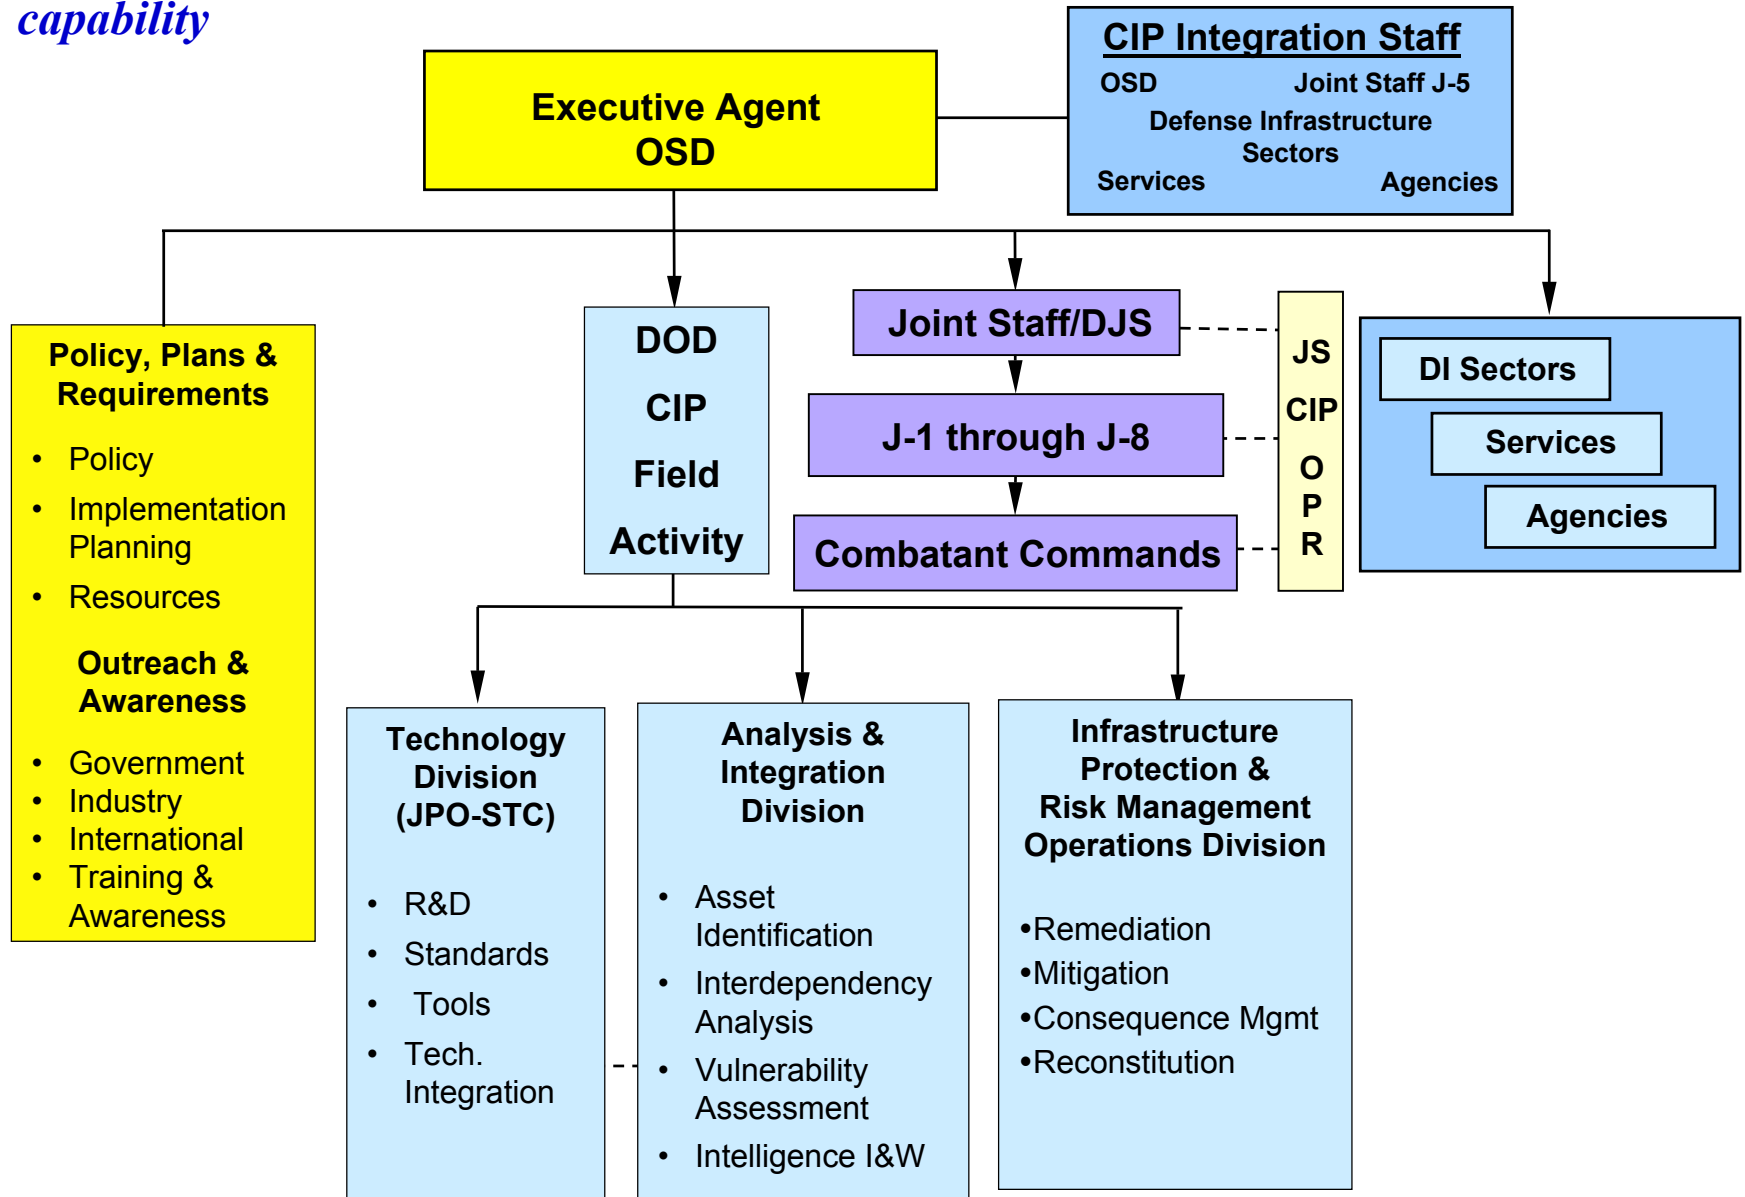 capability
CIP Integration Staff
OSD Joint Staff J-5
Defense Infrastructure
Sectors
Services Agencies
Executive Agent
OSD
Policy, Plans &
Requirements
• Policy
• Implementation
Planning
• Resources
Outreach &
Awareness
• Government
• Industry
• International
• Training &
Awareness
DOD
CIP
Field
Activity
Joint Staff/DJS
J-1 through J-8
Combatant Commands
JS
CIP
O
P
R
DI Sectors
Services
Agencies
Technology
Division
(JPO-STC)
• R&D
• Standards
• Tools
• Tech.
Integration
Analysis &
Integration
Division
• Asset
Identification
• Interdependency
Analysis
• Vulnerability
Assessment
• Intelligence I&W
Infrastructure
Protection &
Risk Management
Operations Division
•Remediation
•Mitigation
•Consequence Mgmt
•Reconstitution